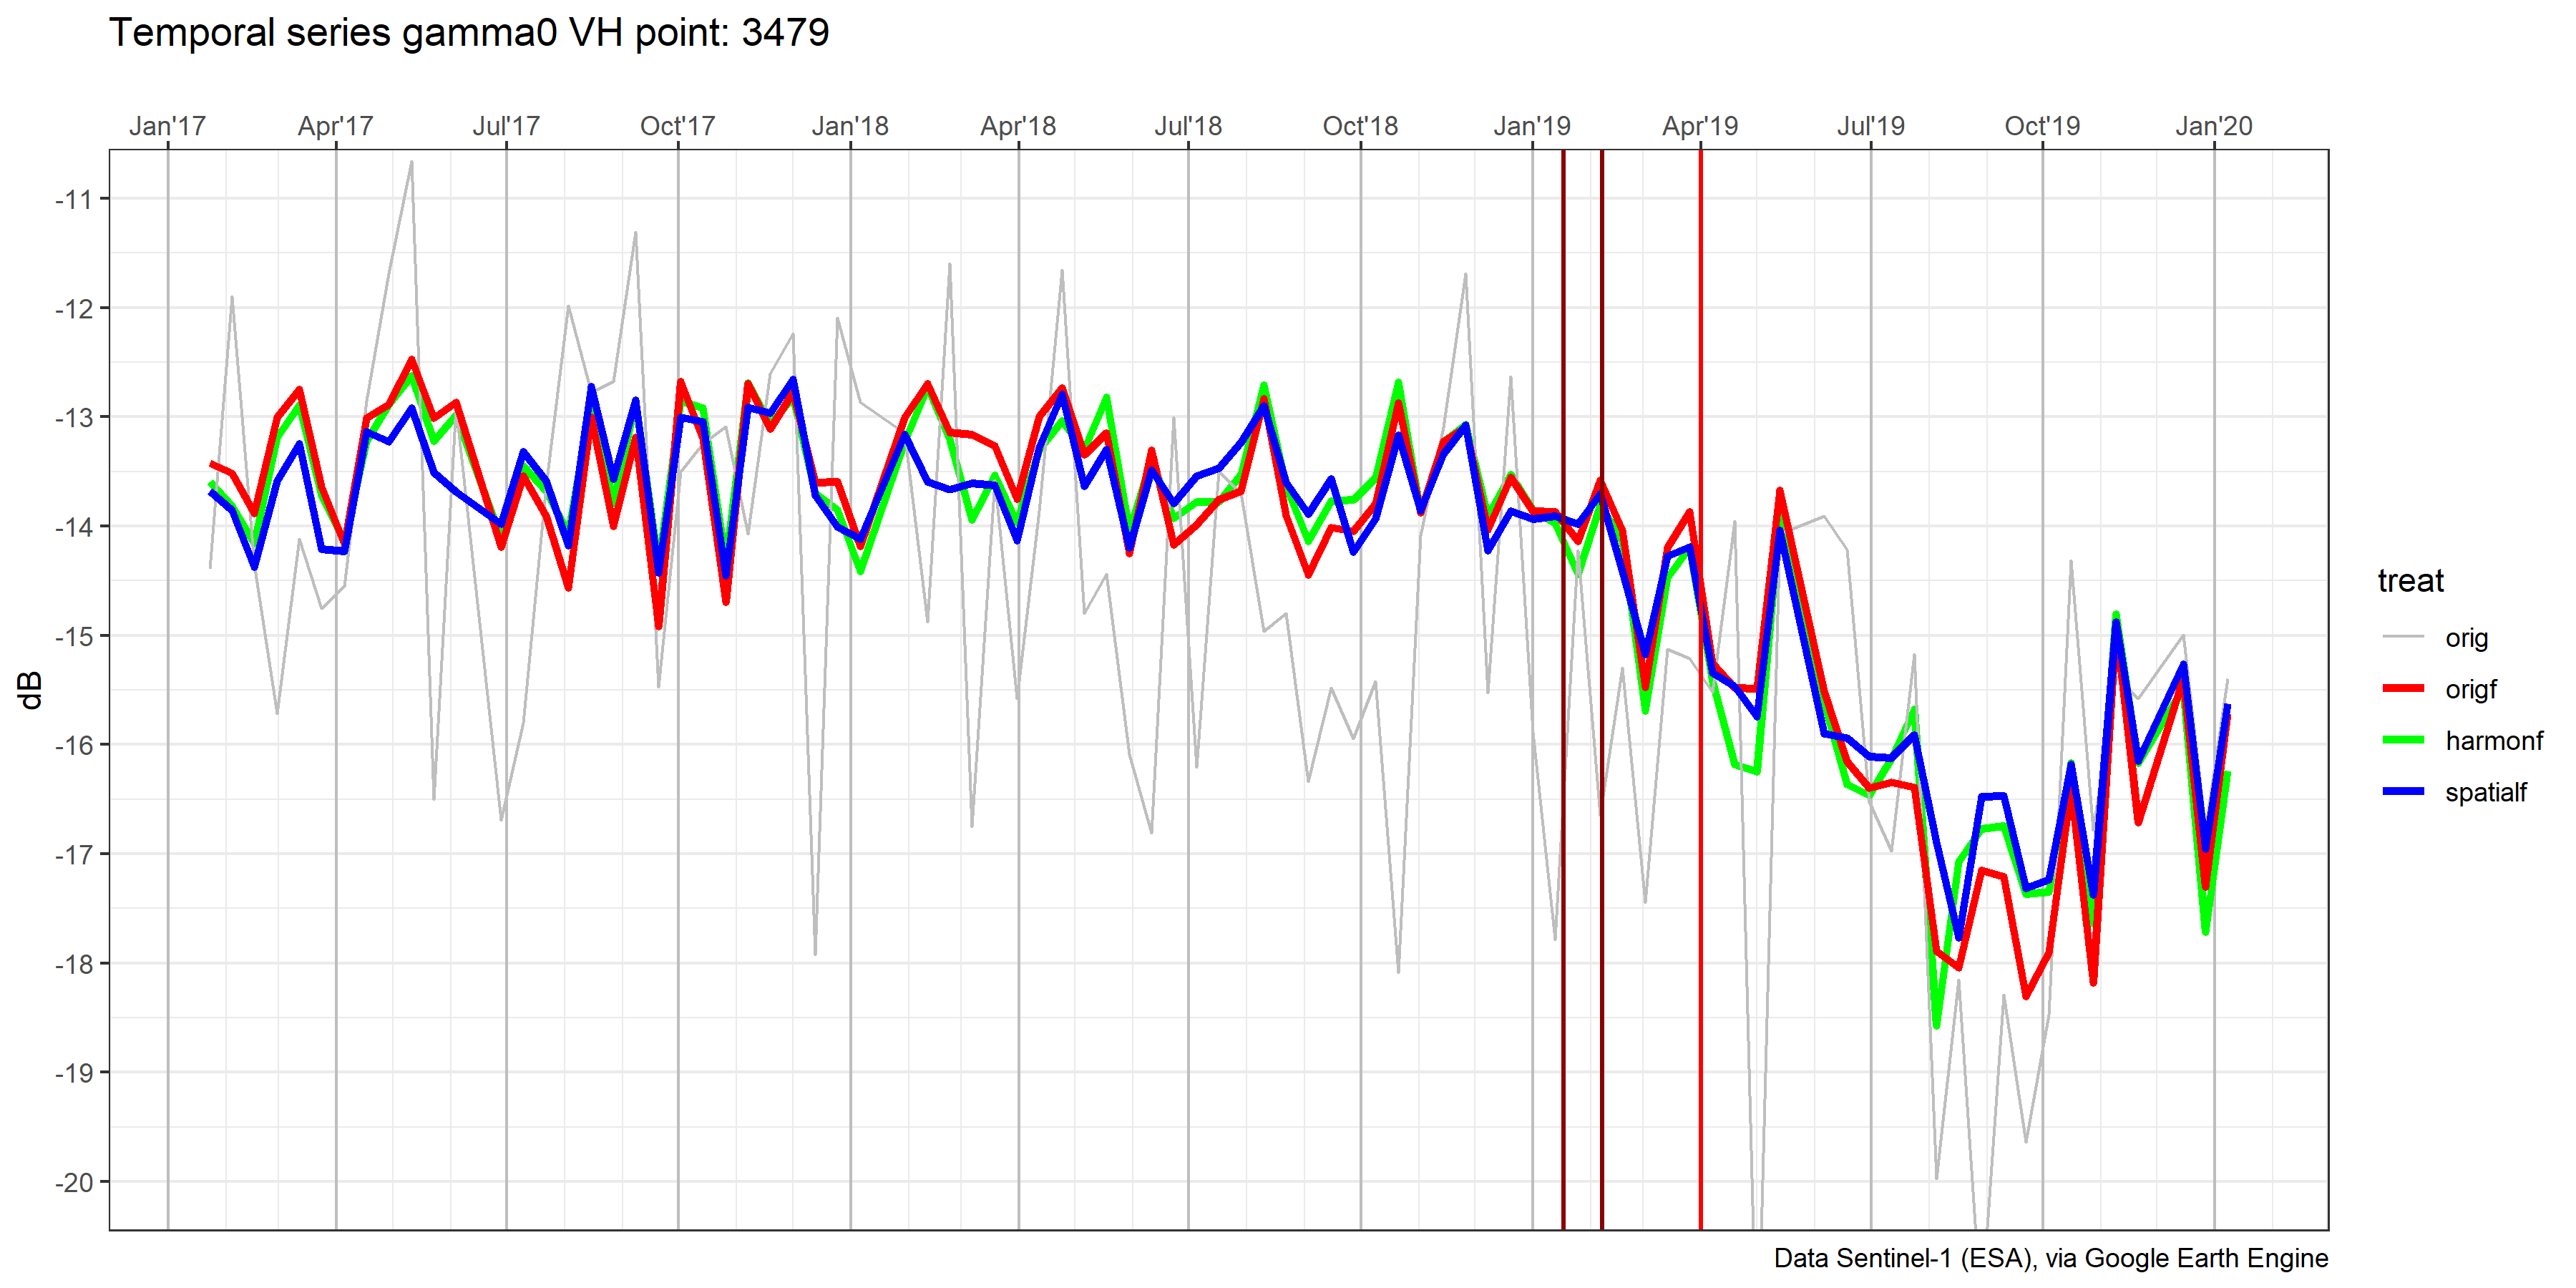 Temporal series gamma0 VH point: 3479
Jan'17 Apr'17 Jul'17 Oct'17 Jan'18 Apr'18 Jul'18 Oct'18 Jan'19 Apr'19 Jul'19 Oct'19 Jan'20
-11
-12
-13
-14
-15
-16
-17
-18
-19
-20
dB
treat
orig
origf
harmonf
spatialf
Data Sentinel-1 (ESA), via Google Earth Engine